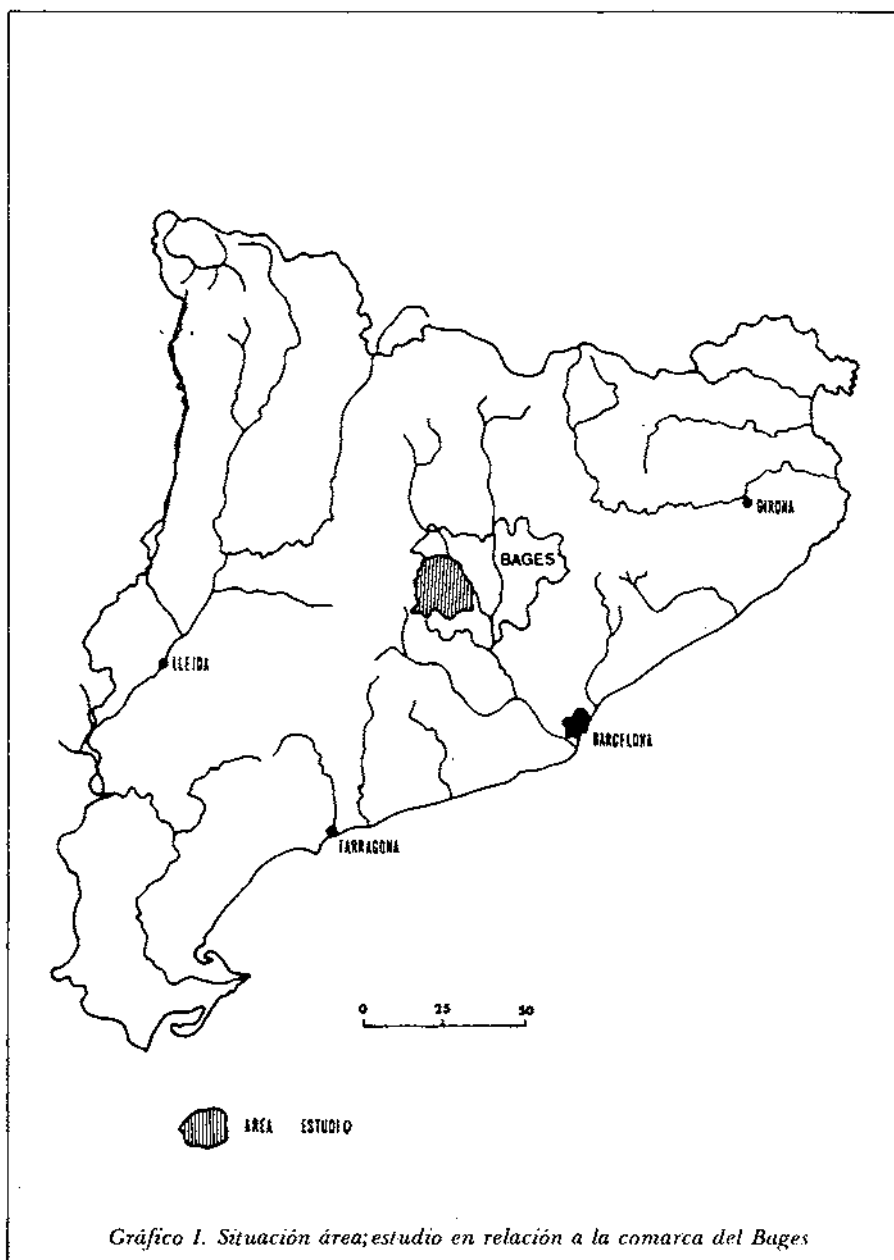 GIRONA
BAGES
LLEIDA
BARCELONA
TARRAGONA
0 25 50
AREA ESTUDIO
Gráfico I. Situación área; estudio en relación a la comarca del Bages